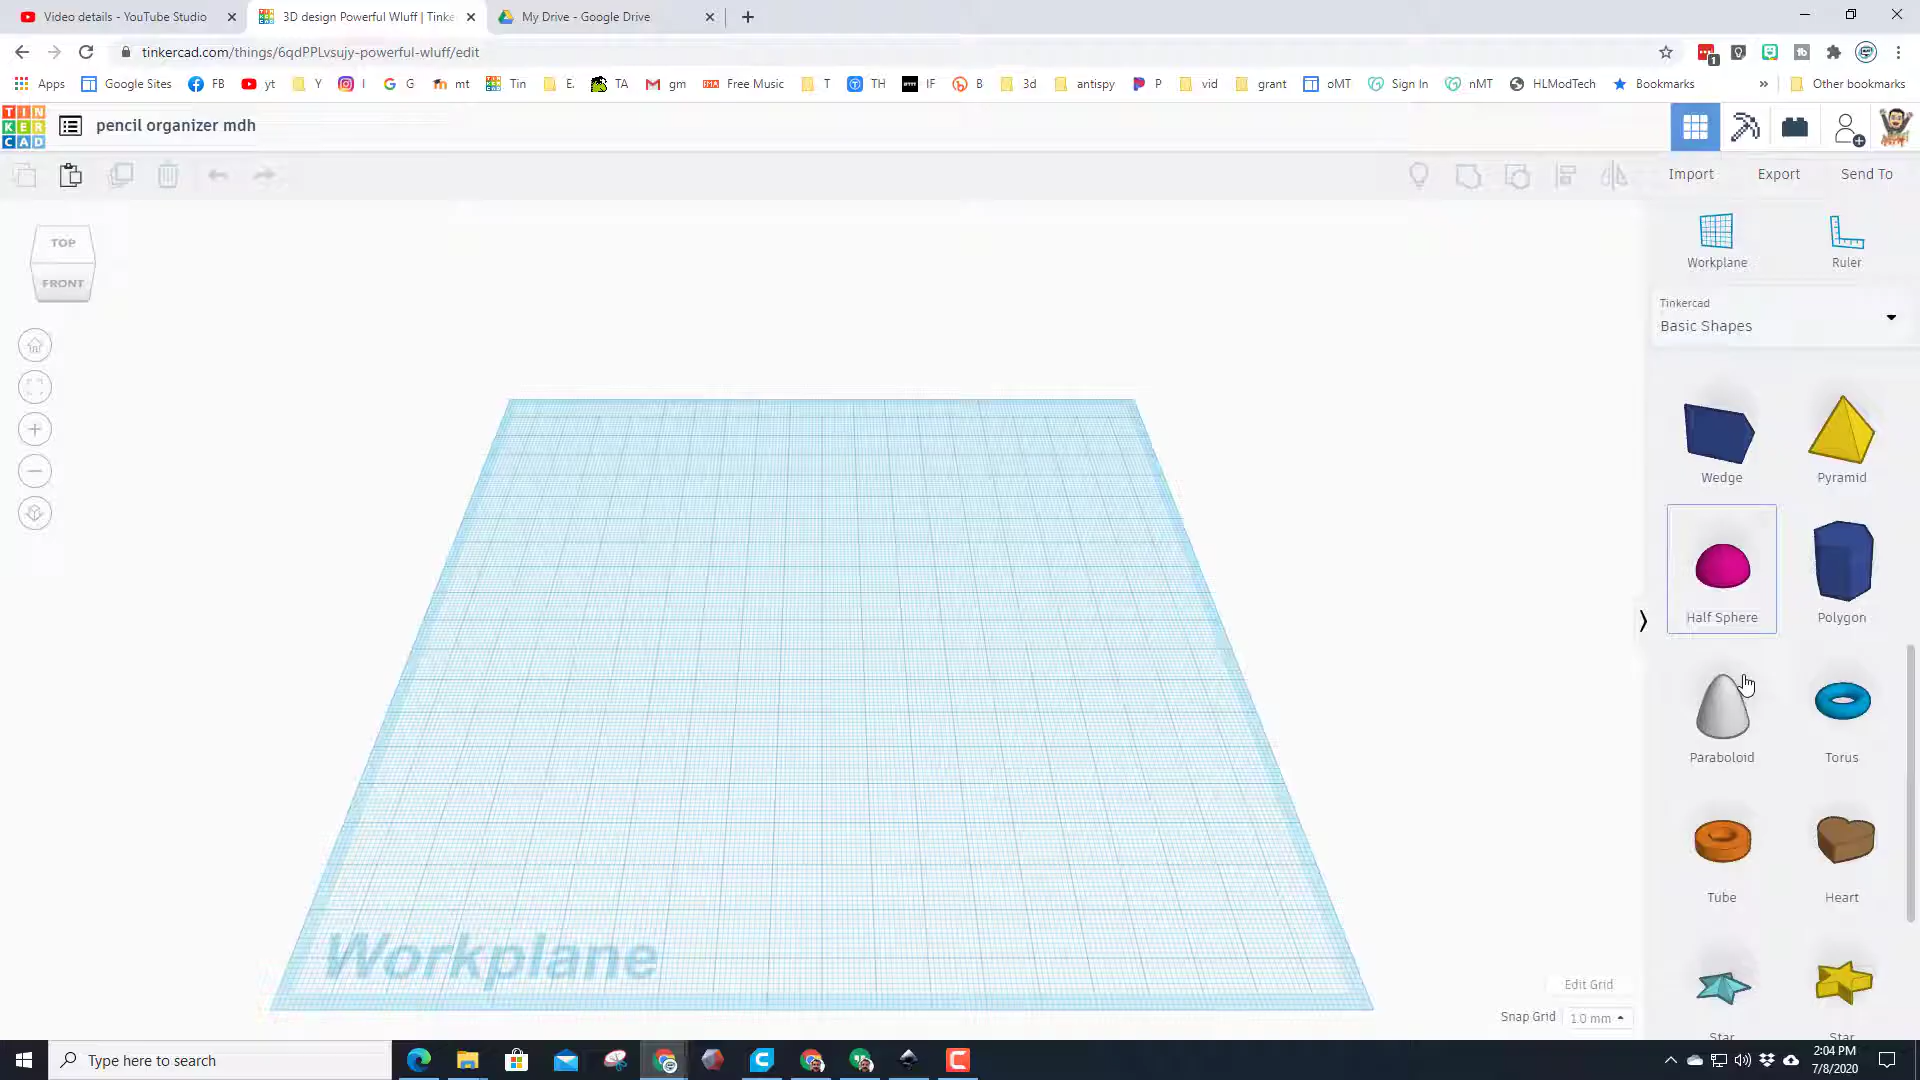 Video details - YouTube Studio
3D design Powerful Wluff | Tinke
My Drive - Google Drive
tinkercad.com/things/6qdPPLvsujy-powerful-wluff/edit
1
Apps
Google Sites
FB
yt
Y
I
G
mt
Tin
E.
TA
gm
Free Music
T
TH
IF
B
3d
antispy
P
vid
grant
oMT
Sign In
nMT
HLModTech
Bookmarks
»
Other bookmarks
TIN
KER
CAD
pencil organizer mdh
Import
Export
Send To
TOP
FRONT
Workplane
Ruler
Tinkercad
Basic Shapes
Wedge
Pyramid
Half Sphere
Polygon
Paraboloid
Torus
Tube
Heart
Star
Star
Workplane
Edit Grid
Snap Grid
1.0 mm
Type here to search
2:04 PM
7/8/2020